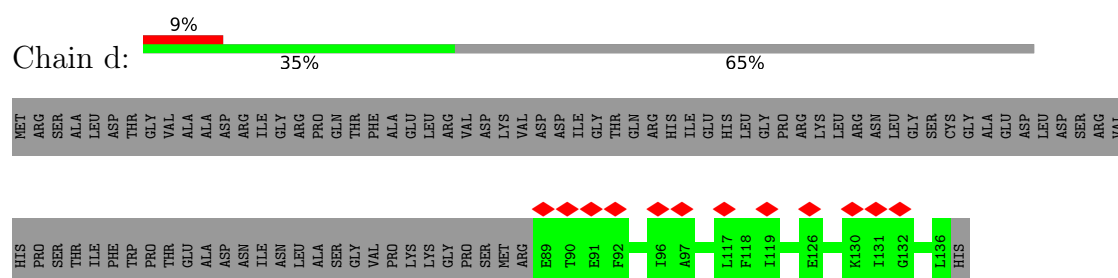 9%
Chain d:
35% 65%
MET ARG SER ALA LEU ASP THR GLY VAL ALA ALA ASP ARG ILE GLY ARG PRO GLN THR PHE ALA GLU LEU ARG VAL ASP LYS VAL ASP ASP ILE GLY THR GLN ARG HIS ILE GLU HIS LEU GLY PRO ARG LYS LEU ARG ASN LEU GLY SER CYS GLY ALA GLU ASP LEU ASP SER ARG VAL
HIS PRO SER THR ILE PHE TRP PRO THR GLU ALA ASP ASN ILE ASN LEU ALA SER GLY VAL PRO LYS LYS GLY PRO SER MET ARG E89 T90 E91 F92 I96 A97 L117 F118 I119 E126 K130 I131 G132 L136 HIS